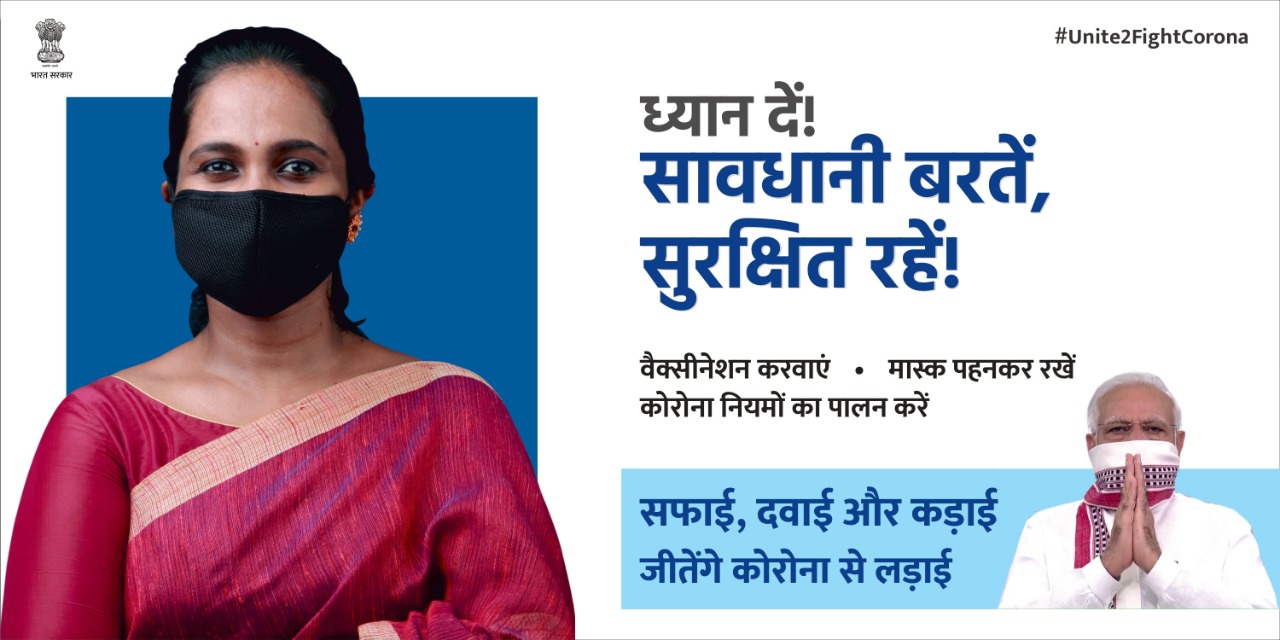 भारत सरकार
#Unite2FightCorona
ध्यान दें!
सावधानी बरतें,
सुरक्षित रहें!
वैक्सीनेशन करवाएं • मास्क पहनकर रखें
कोरोना नियमों का पालन करें
सफाई, दवाई और कड़ाई
जीतेंगे कोरोना से लड़ाई